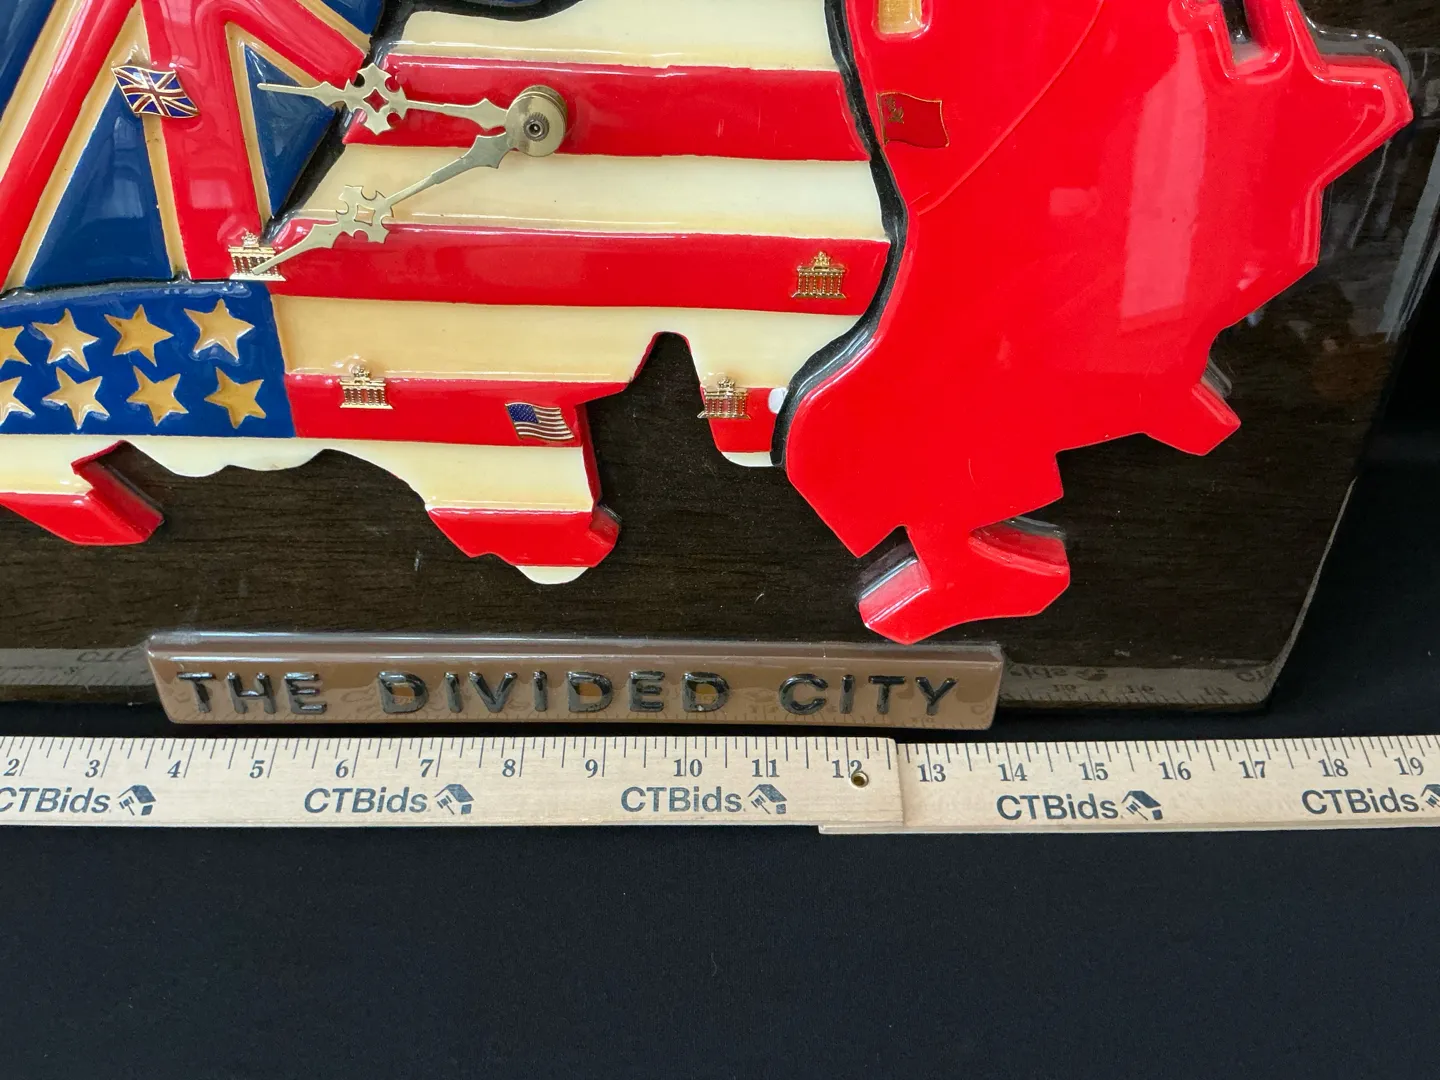 THE DIVIDED CITY
2 3 4 5 6 7 8 9 10 11 12 13 14 15 16 17 18 19
CTBids CTBids CTBids CTBids CTBids